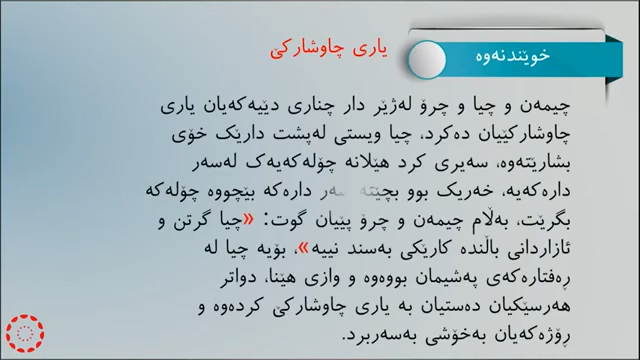 خوێندنەوە
یاری چاوشارکێ
چیمەن و چیا و چرۆ لەژێر دار چناری دێیەکەیان یاری
چاوشارکێیان دەکرد، چیا ویستی لەپشت دارێک خۆی
بشارێتەوە، سەیری کرد هێلانە چۆلەکەیەک لەسەر
دارەکەیە، خەریک بوو بچێتە سەر دارەکە بێچووە چۆلەکە
بگرێت، بەڵام چیمەن و چرۆ پێیان گوت: «چیا گرتن و
ئازاردانی باڵندە کارێکی بەسند نییە»، بۆیە چیا لە
ڕەفتارەکەی پەشیمان بووەوە و وازی هێنا، دواتر
هەرسێکیان دەستیان بە یاری چاوشارکێ کردەوە و
ڕۆژەکەیان بەخۆشی بەسەربرد.